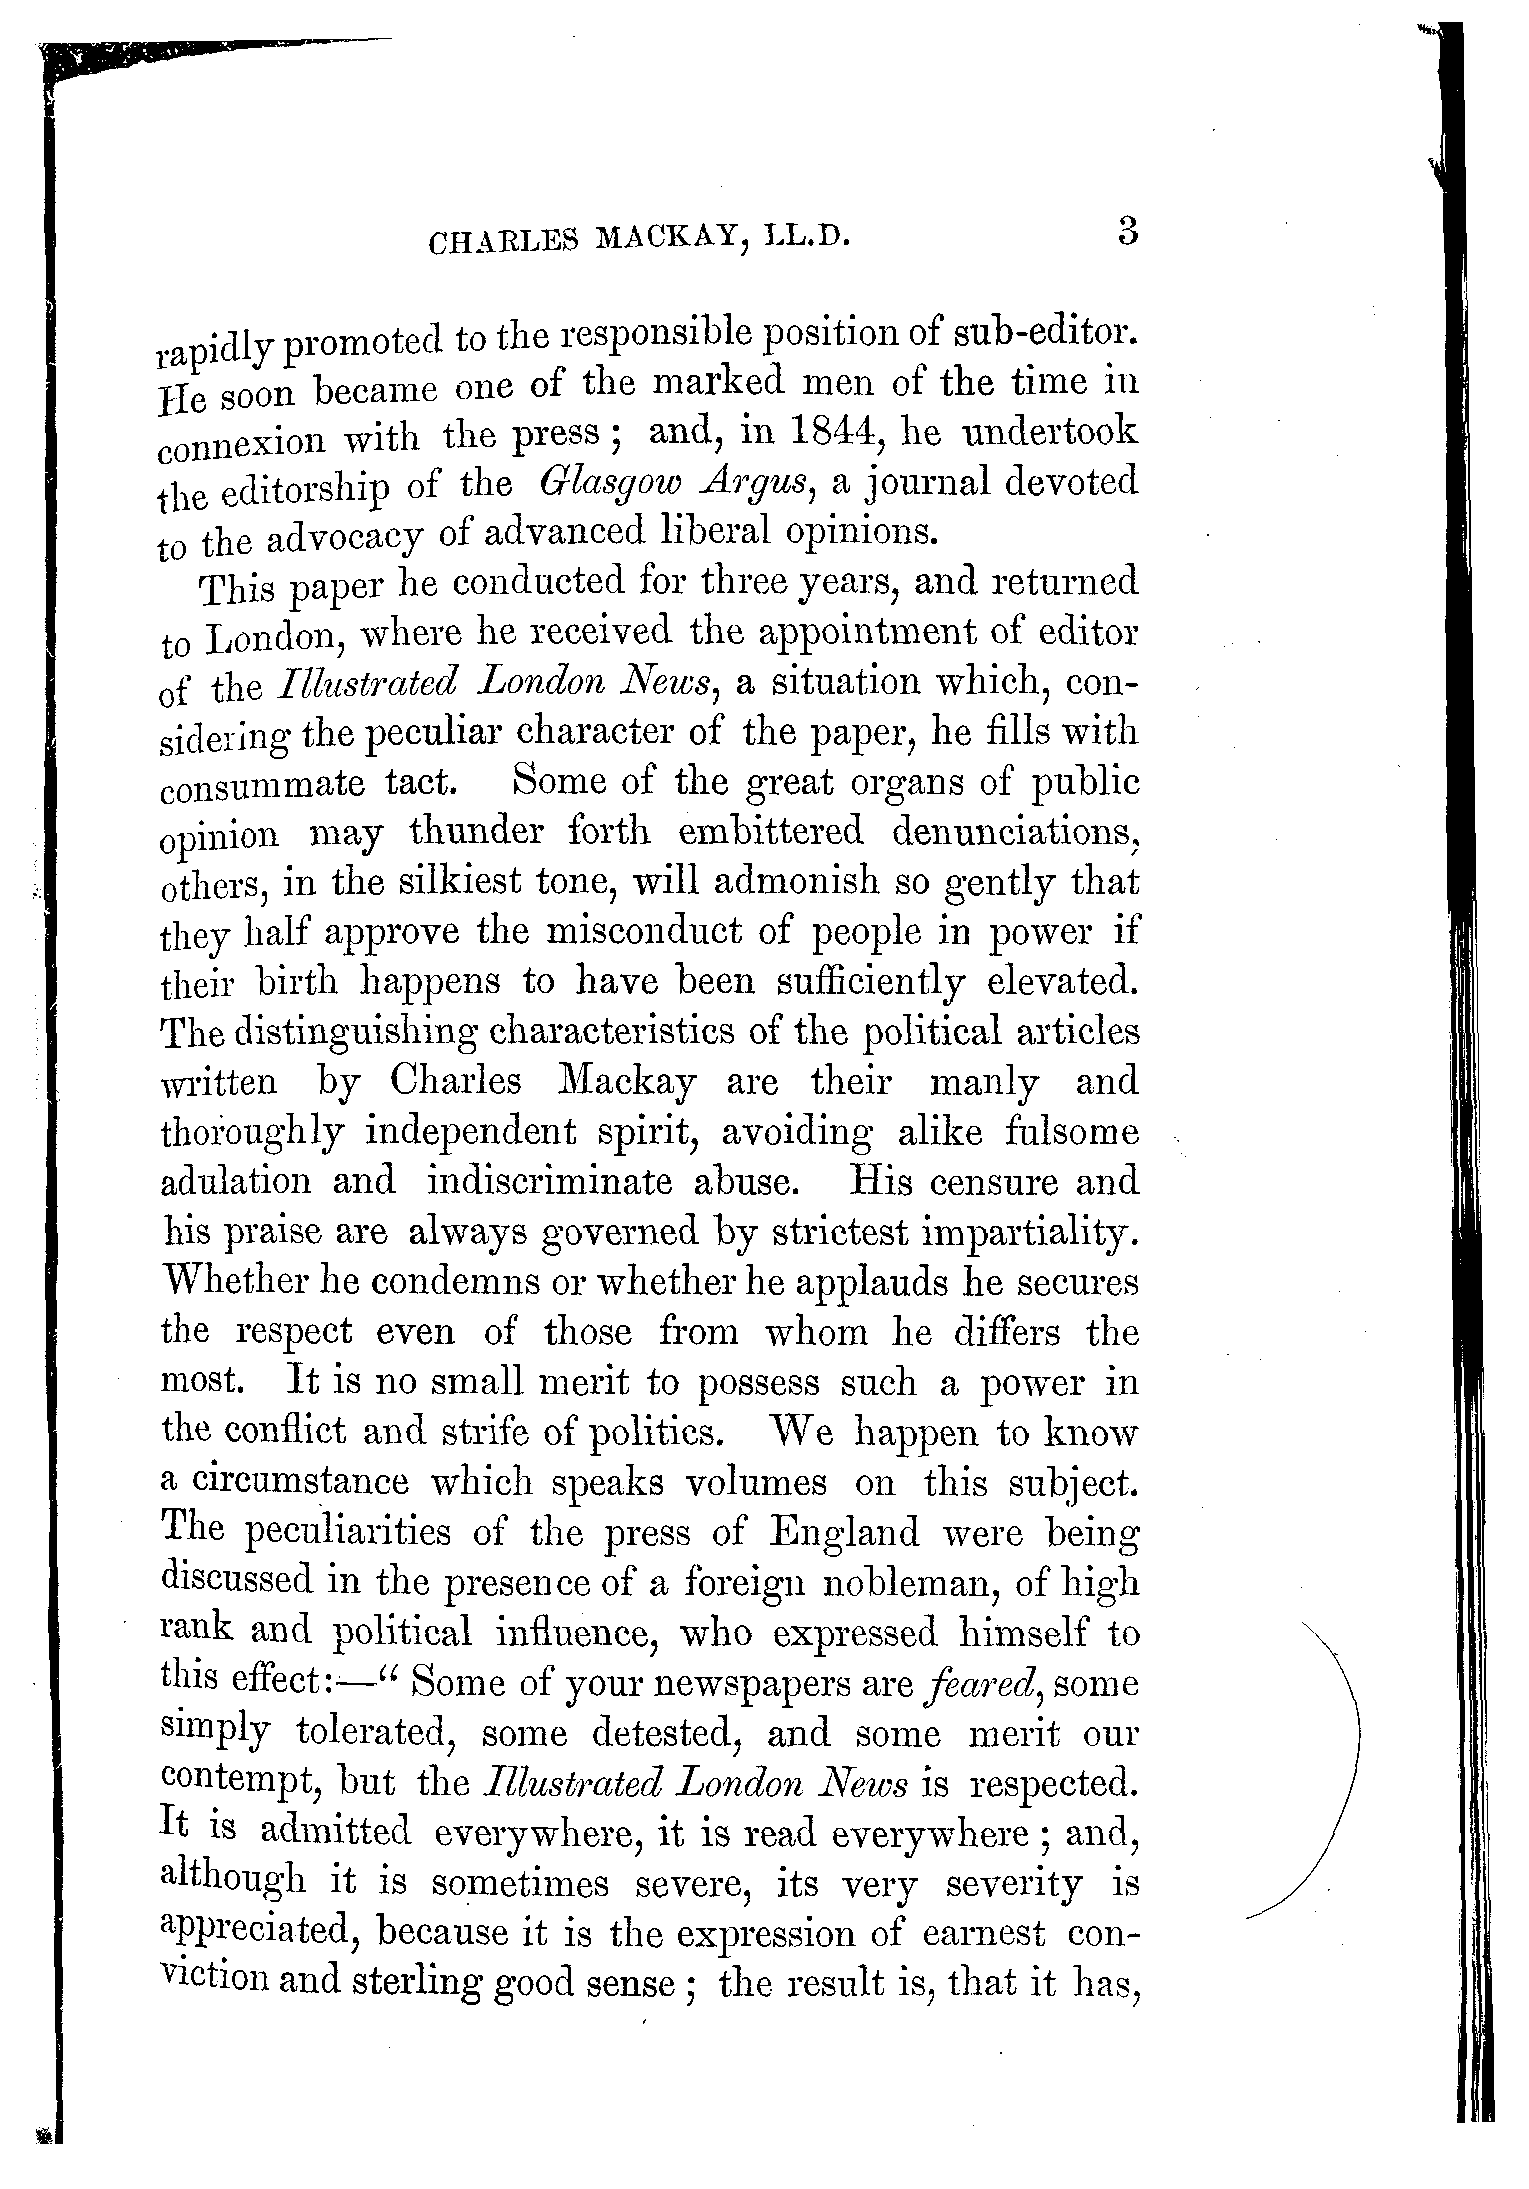 CHARLES MACKAY, LL.D. 3
rapidly promoted to the responsible position of sub-editor.
He soon became one of the marked men of the time in
connexion with the press ; and, in 1844, he undertook
the editorship of the Glasgow Argus, a journal devoted
to the advocacy of advanced liberal opinions.
This paper he conducted for three years, and returned
to London, where he received the appointment of editor
of the Illustrated London News, a situation which, con-
sidering the peculiar character of the paper, he fills with
consummate tact. Some of the great organs of public
opinion may thunder forth embittered denunciations,
others, in the silkiest tone, will admonish so gently that
they half approve the misconduct of people in power if
their birth happens to have been sufficiently elevated.
The distinguishing characteristics of the political articles
written by Charles Mackay are their manly and
thoroughly independent spirit, avoiding alike fulsome
adulation and indiscriminate abuse. His censure and
his praise are always governed by strictest impartiality.
Whether he condemns or whether he applauds he secures
the respect even of those from whom he differs the
most. It is no small merit to possess such a power in
the conflict and strife of politics. We happen to know
a circumstance which speaks volumes on this subject.
The peculiarities of the press of England were being
discussed in the presence of a foreign nobleman, of high
rank and political influence, who expressed himself to
this effect:—“ Some of your newspapers are feared, some
simply tolerated, some detested, and some merit our
contempt, but the Illustrated London News is respected.
It is admitted everywhere, it is read everywhere ; and,
although it is sometimes severe, its very severity is
appreciated, because it is the expression of earnest con-
viction and sterling good sense ; the result is, that it has,